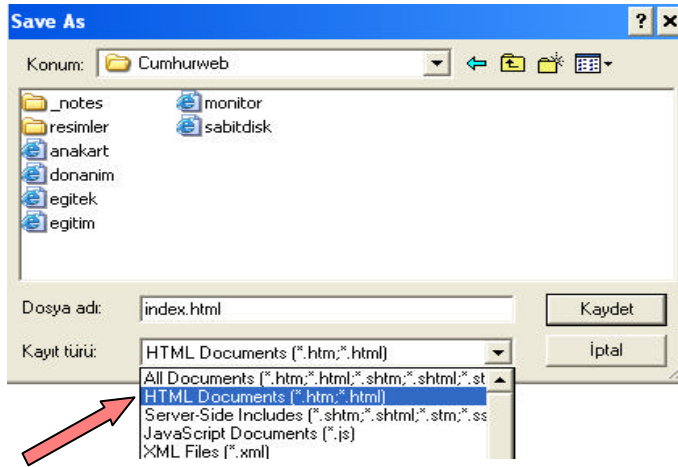 Save As
Konum: Cumhurweb
_notes monitor
resimler sabitdisk
anakart
donanim
egitek
egitim
Dosya adı: index.html Kaydet
Kayıt türü: HTML Documents (*.htm;*.html) İptal
All Documents (*.htm;*.html;*.shtm;*.shtml;*.st
HTML Documents (*.htm;*.html)
Server-Side Includes (*.shtm;*.shtml;*.stm;*.ss
JavaScript Documents (*.js)
XML Files (*.xml)